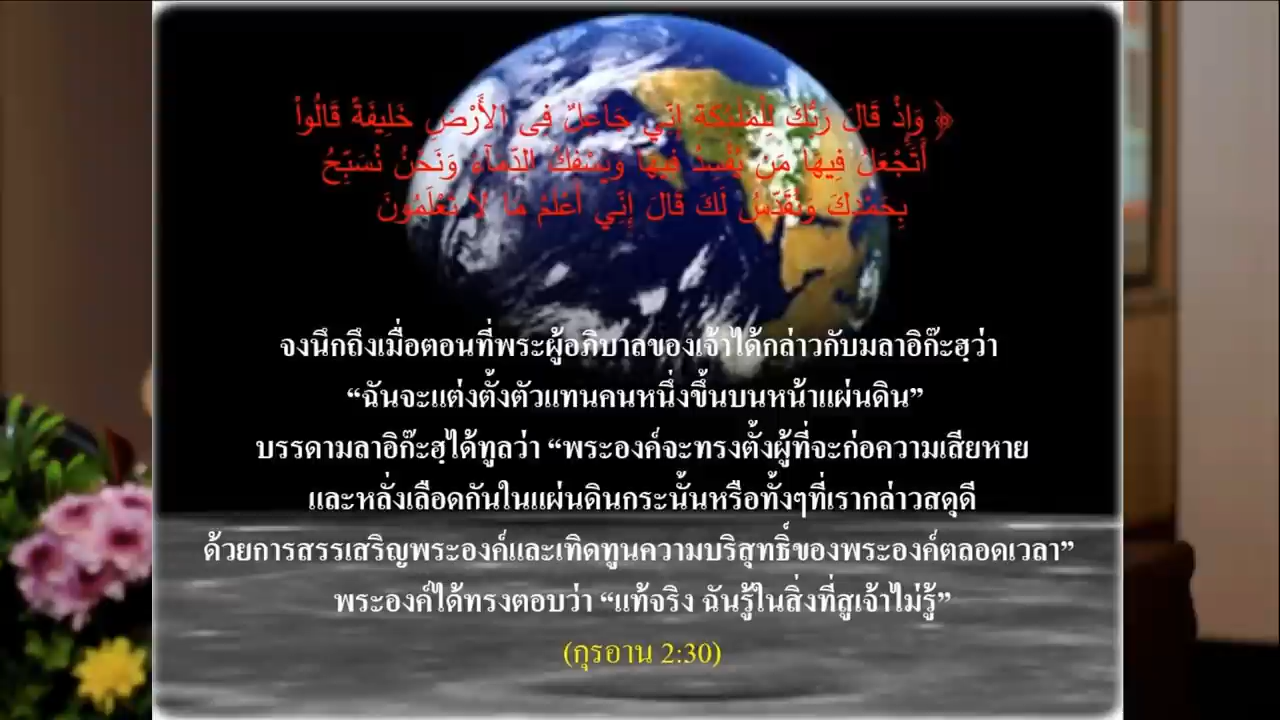 ﴿ وَإِذْ قَالَ رَبُّكَ لِلْمَلَٰئِكَةِ إِنِّي جَاعِلٌ فِى الأَرْضِ خَلِيفَةً قَالُواْ
أَتَجْعَلُ فِيهَا مَن يُفْسِدُ فِيهَا وَيَسْفِكُ الدِّمَآءَ وَنَحْنُ نُسَبِّحُ
بِحَمْدِكَ وَنُقَدِّسُ لَكَ قَالَ إِنِّي أَعْلَمُ مَا لَا تَعْلَمُونَ
จงนึกถึงเมื่อตอนที่พระผู้อภิบาลของเจ้าได้กล่าวกับมลาอิก๊ะฮฺว่า
“ฉันจะแต่งตั้งตัวแทนคนหนึ่งขึ้นบนหน้าแผ่นดิน”
บรรดามลาอิก๊ะฮฺได้ทูลว่า “พระองค์จะทรงตั้งผู้ที่จะก่อความเสียหาย
และหลั่งเลือดกันในแผ่นดินกระนั้นหรือทั้งๆที่เรากล่าวสดุดี
ด้วยการสรรเสริญพระองค์และเทิดทูนความบริสุทธิ์ของพระองค์ตลอดเวลา”
พระองค์ได้ทรงตอบว่า “แท้จริง ฉันรู้ในสิ่งที่สูเจ้าไม่รู้”
(กุรอาน 2:30)